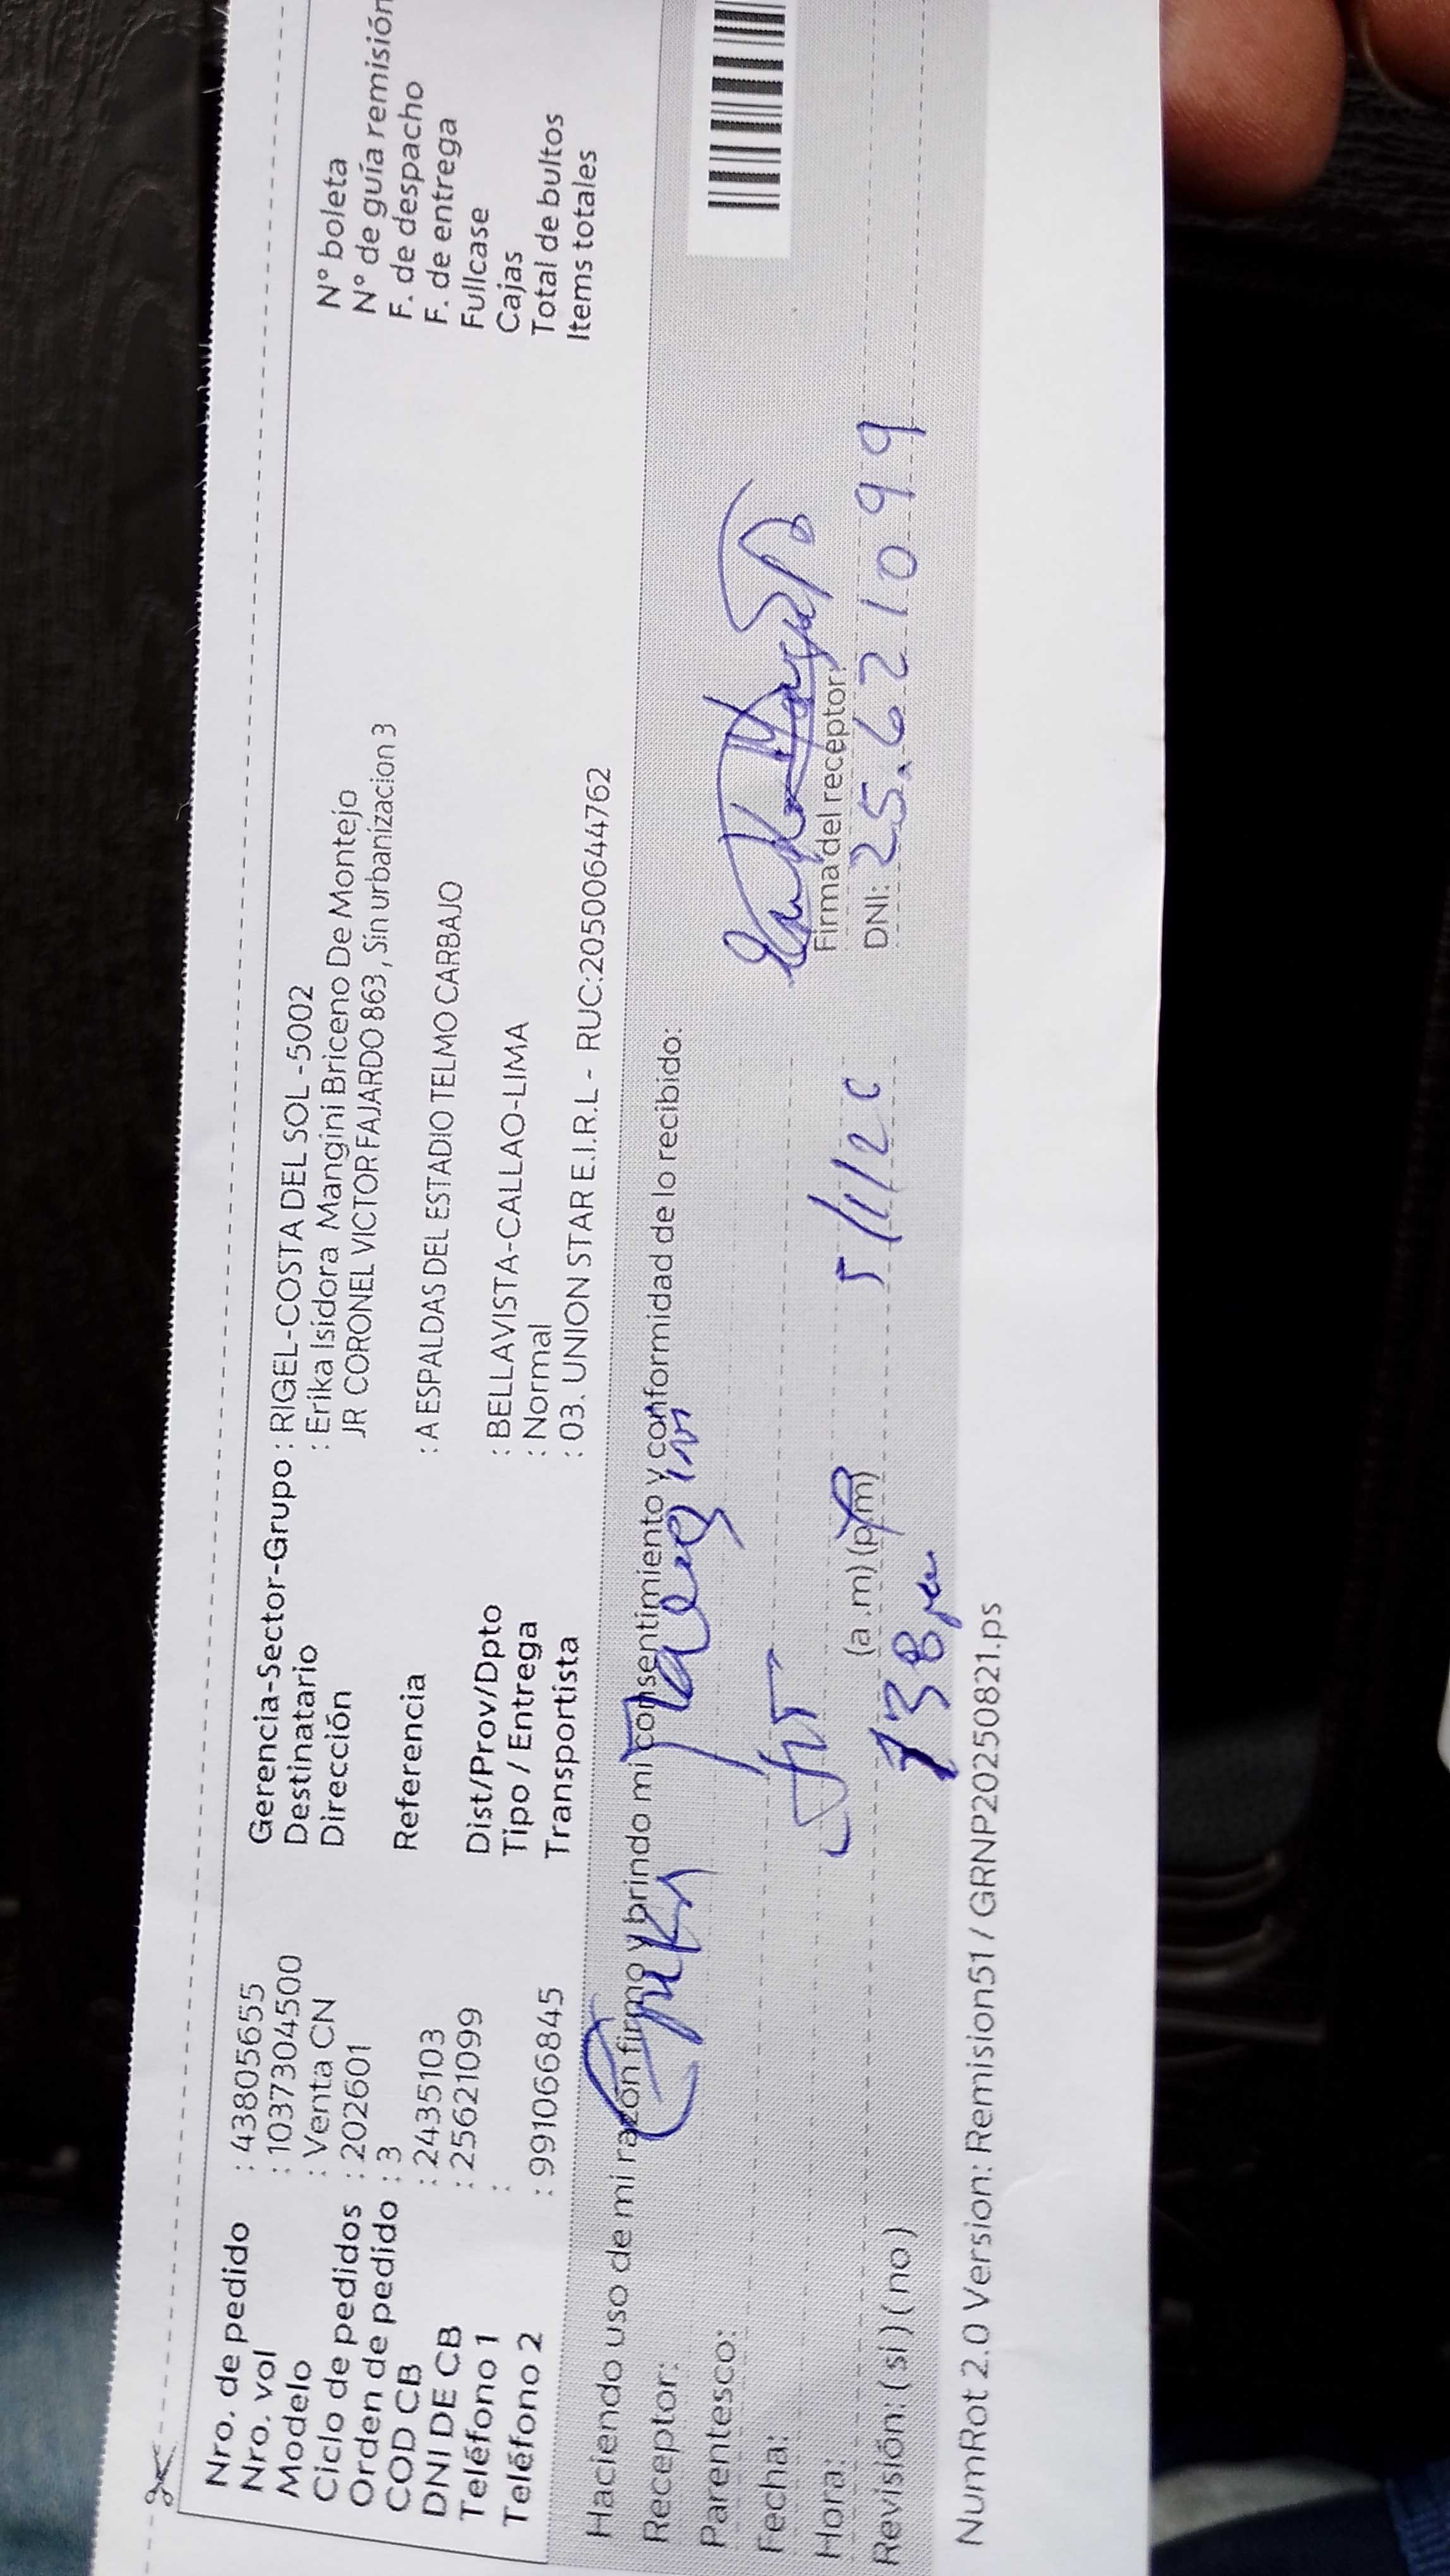 Nro. de pedido : 43805655
Nro. vol : 1037304500
Modelo : Venta CN
Ciclo de pedidos : 202601
Orden de pedido : 3
COD CB : 2435103
DNI DE CB : 25621099
Teléfono 1 :
Teléfono 2 : 991066845
Gerencia-Sector-Grupo : RIGEL-COSTA DEL SOL -5002
Destinatario : Erika Isidora Mangini Briceno De Montejo
Dirección JR CORONEL VICTOR FAJARDO 863 , Sin urbanizacion 3
Referencia : A ESPALDAS DEL ESTADIO TELMO CARBAJO
Dist/Prov/Dpto : BELLAVISTA-CALLAO-LIMA
Tipo / Entrega : Normal
Transportista : 03. UNION STAR E.I.R.L - RUC:20500644762
N° boleta
N° de guía remisión
F. de despacho
F. de entrega
Fullcase
Cajas
Total de bultos
Items totales
Haciendo uso de mi razón firmo y brindo mi consentimiento y conformidad de lo recibido:
Receptor:
Parentesco:
Fecha:
Hora: (a.m) (p.m)
Revisión: ( si ) ( no )
738 pm
Firma del receptor:
DNI: 25.621099
NumRot 2.0 Version: Remision51 / GRNP20250821.ps